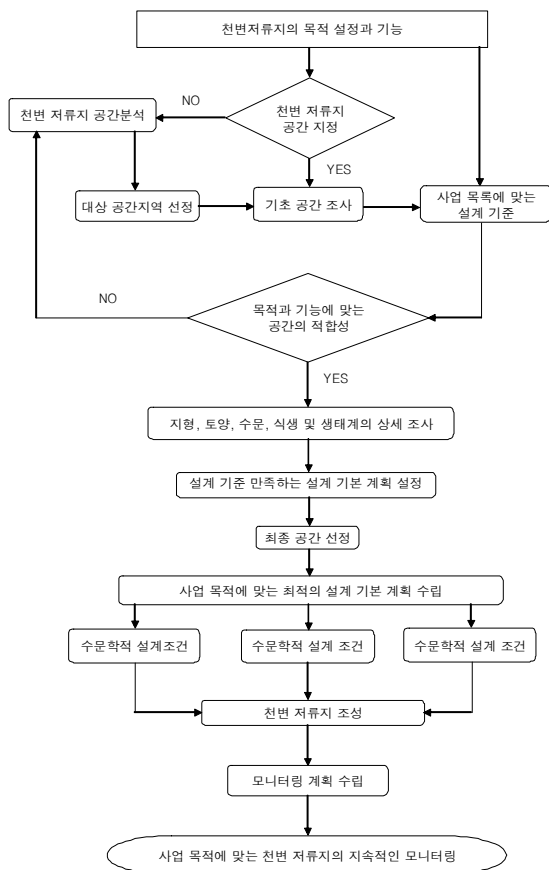 천변저류지의 목적 설정과 기능
NO
천변 저류지 공간분석
천변 저류지
공간 지정
YES
대상 공간지역 선정
기초 공간 조사
사업 목록에 맞는
설계 기준
NO
목적과 기능에 맞는
공간의 적합성
YES
지형, 토양, 수문, 식생 및 생태계의 상세 조사
설계 기준 만족하는 설계 기본 계획 설정
최종 공간 선정
사업 목적에 맞는 최적의 설계 기본 계획 수립
수문학적 설계조건
수문학적 설계 조건
수문학적 설계 조건
천변 저류지 조성
모니터링 계획 수립
사업 목적에 맞는 천변 저류지의 지속적인 모니터링